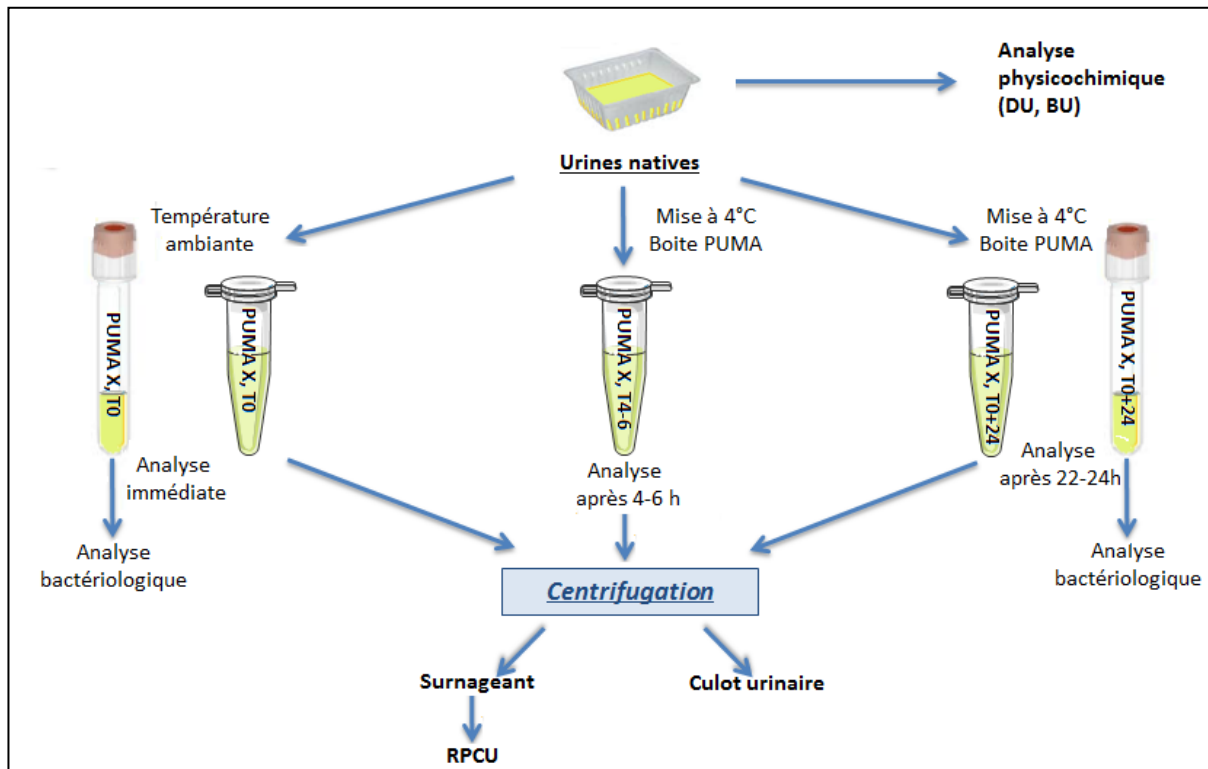 Analyse
physicochimique
(DU, BU)
Urines natives
Température
ambiante
Mise à 4°C
Boite PUMA
Mise à 4°C
Boite PUMA
PUMA X, T0
PUMA X, T0
PUMA X, T4-6
PUMA X, T0+24
PUMA X, T0+24
Analyse
immédiate
Analyse
après 4-6 h
Analyse
après 22-24h
Analyse
bactériologique
Analyse
bactériologique
Centrifugation
Surnageant
Culot urinaire
RPCU